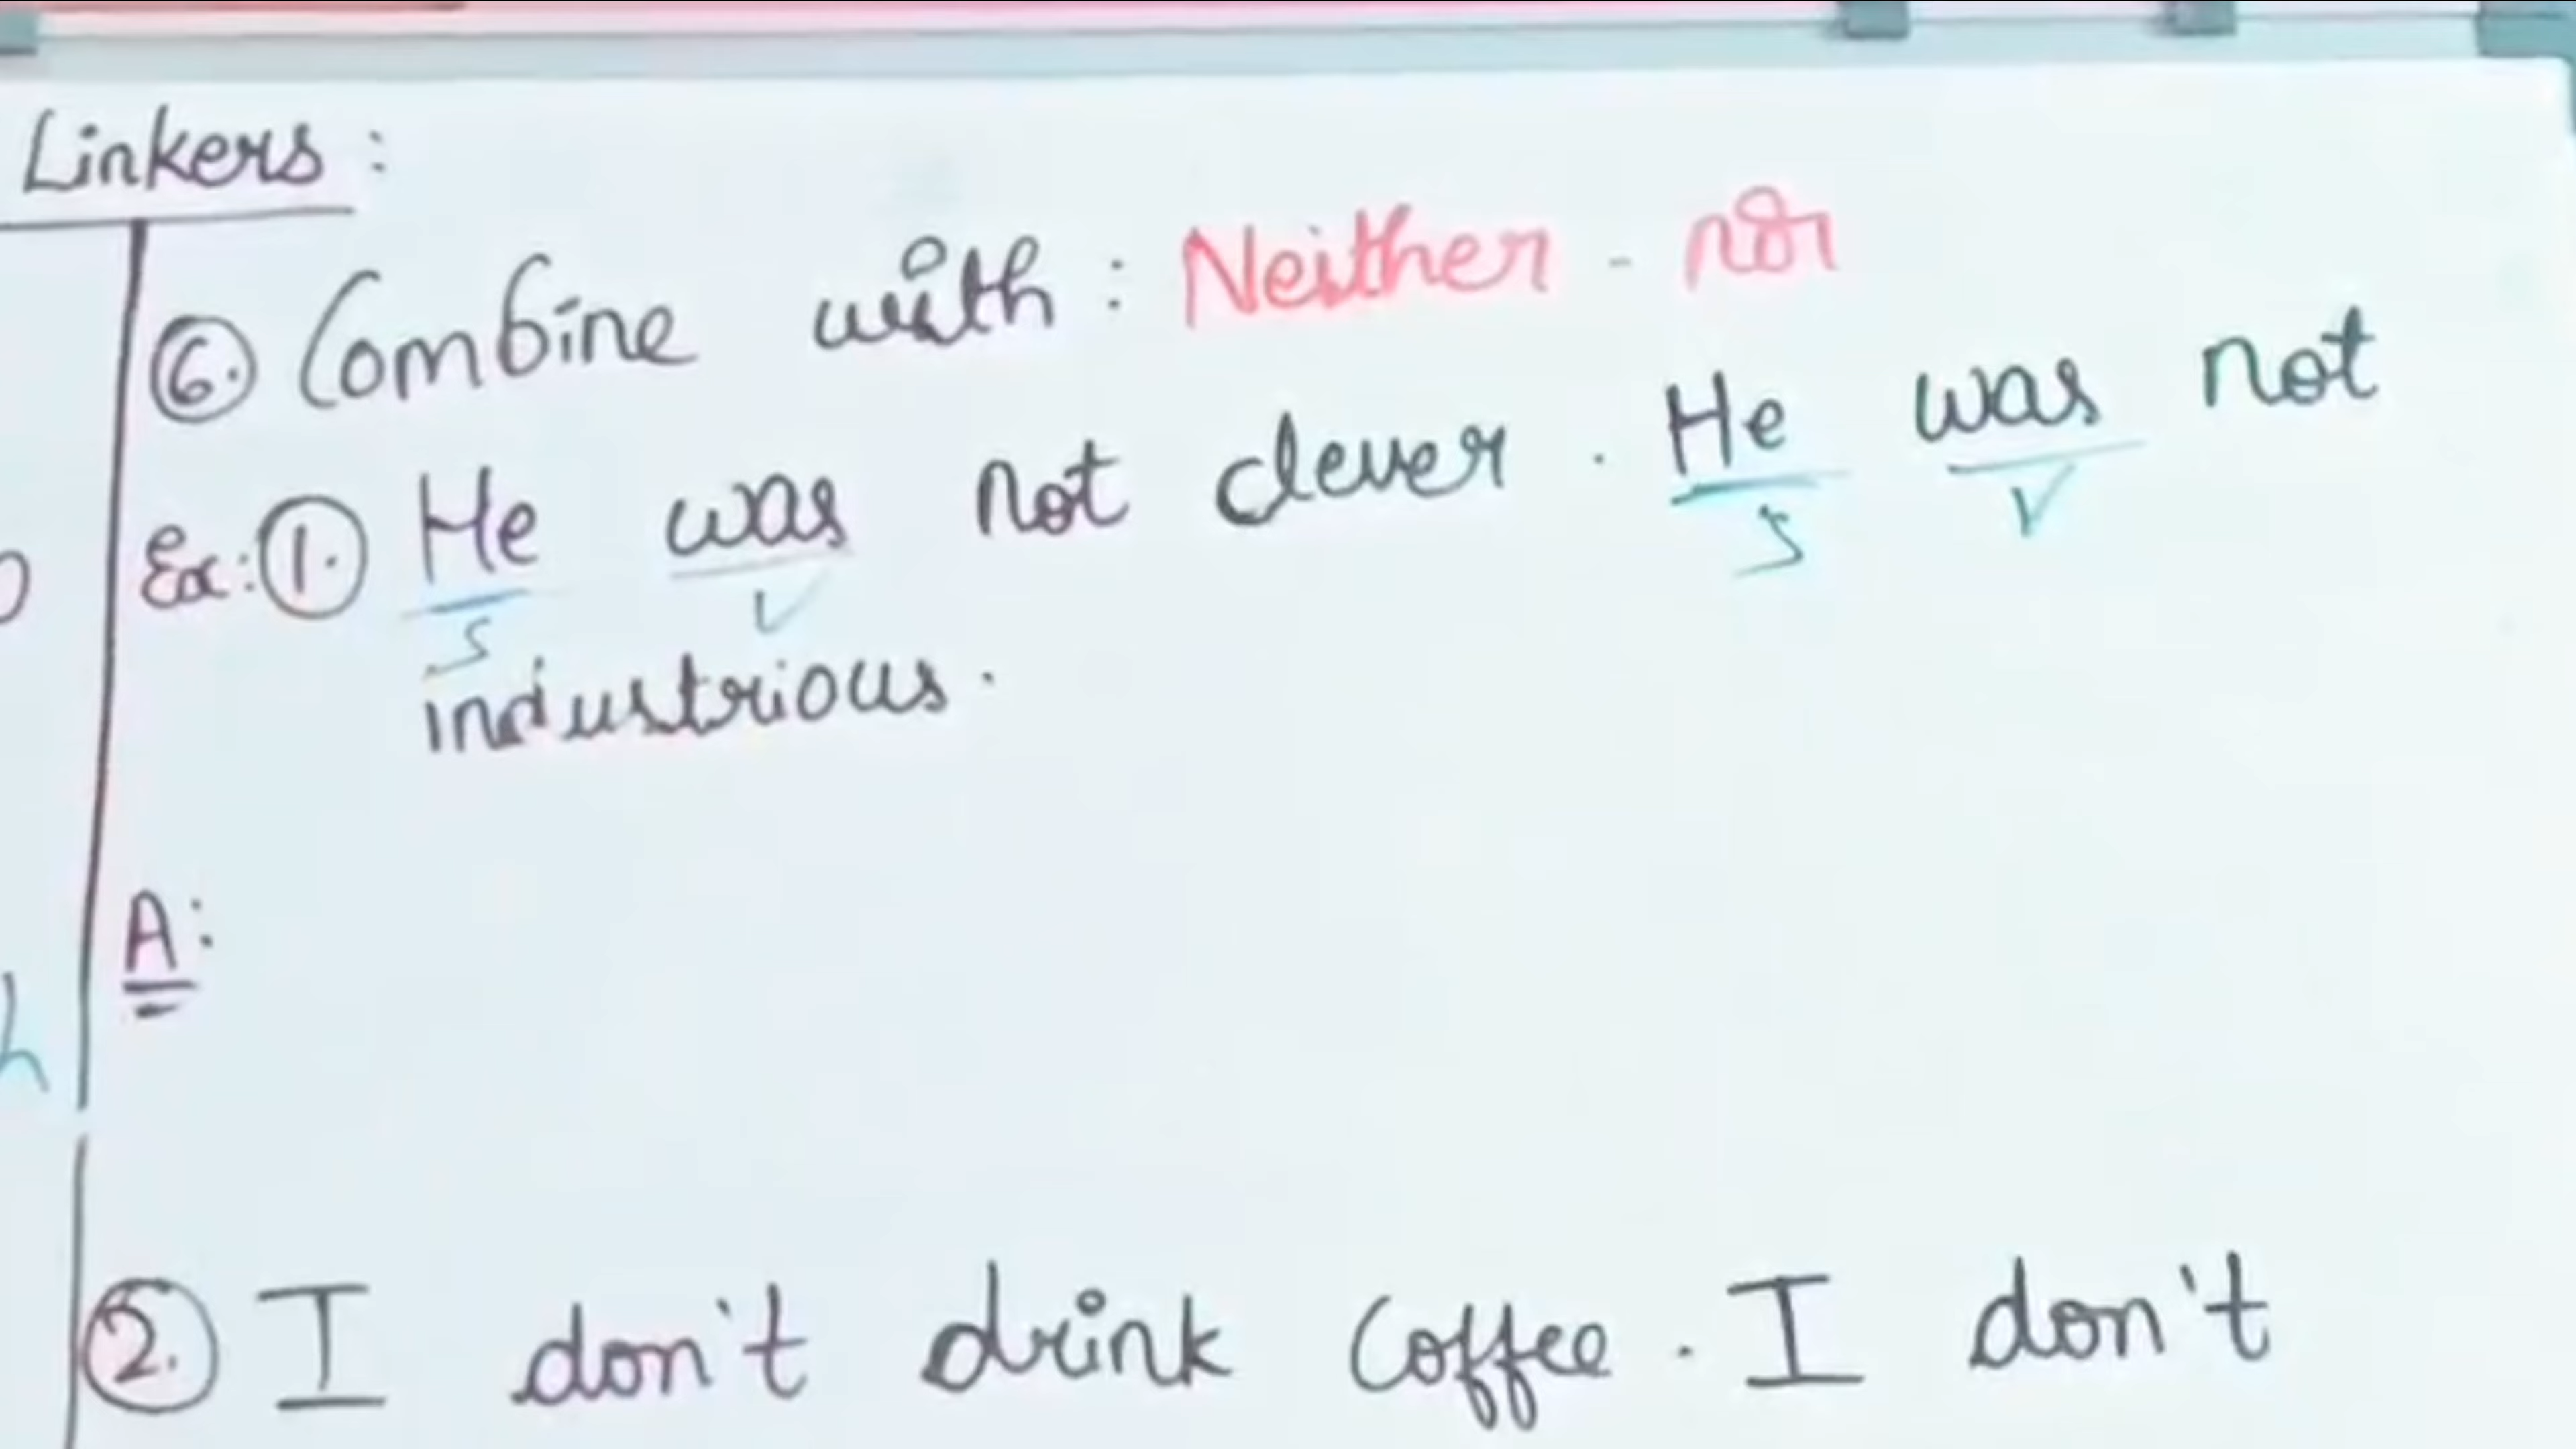 Linkers :
6. Combine with : Neither - nor
Ex: 1. He was not clever . He was not
S V S V
industrious .
A:
2. I don't drink Coffee . I don't